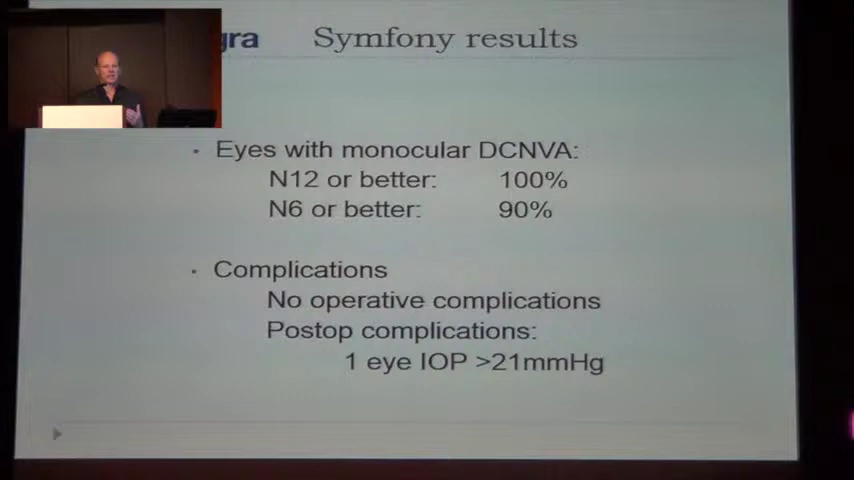 Symfony results
Eyes with monocular DCNVA:
N12 or better: 100%
N6 or better: 90%
Complications
No operative complications
Postop complications:
1 eye IOP >21mmHg